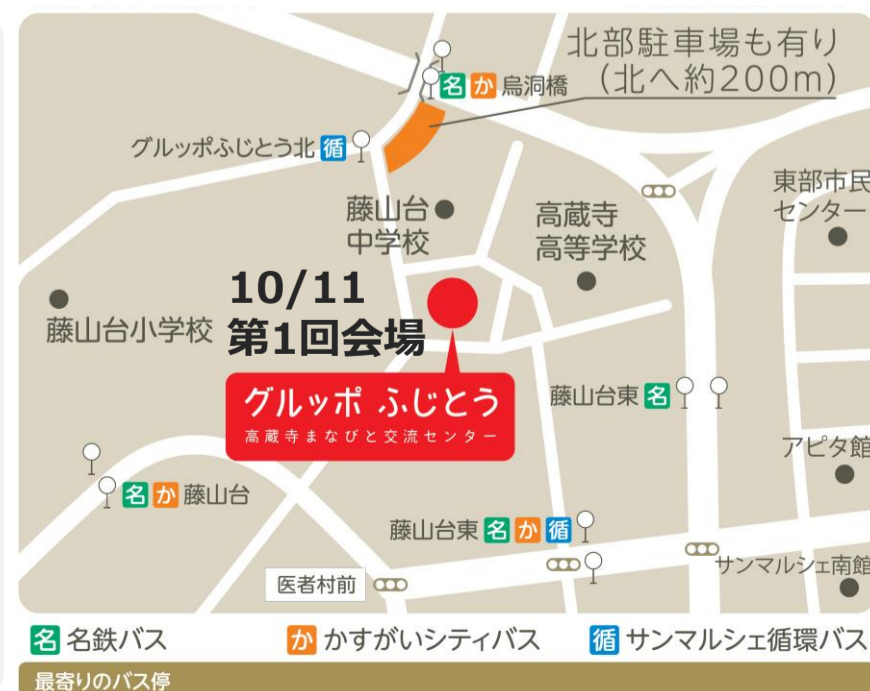 北部駐車場も有り
(北へ約200m)
名 か 烏洞橋
グルッポふじとう北 循
藤山台
中学校
高蔵寺
高等学校
東部市民
センター
10/11
第1回会場
藤山台小学校
グルッポ ふじとう
高蔵寺まなびと交流センター
藤山台東 名
アピタ館
名 か 藤山台
藤山台東 名 か 循
サンマルシェ南館
医者村前
名 名鉄バス
か かすがいシティバス
循 サンマルシェ循環バス
最寄りのバス停